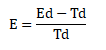 E = (Ed − Td) / Td